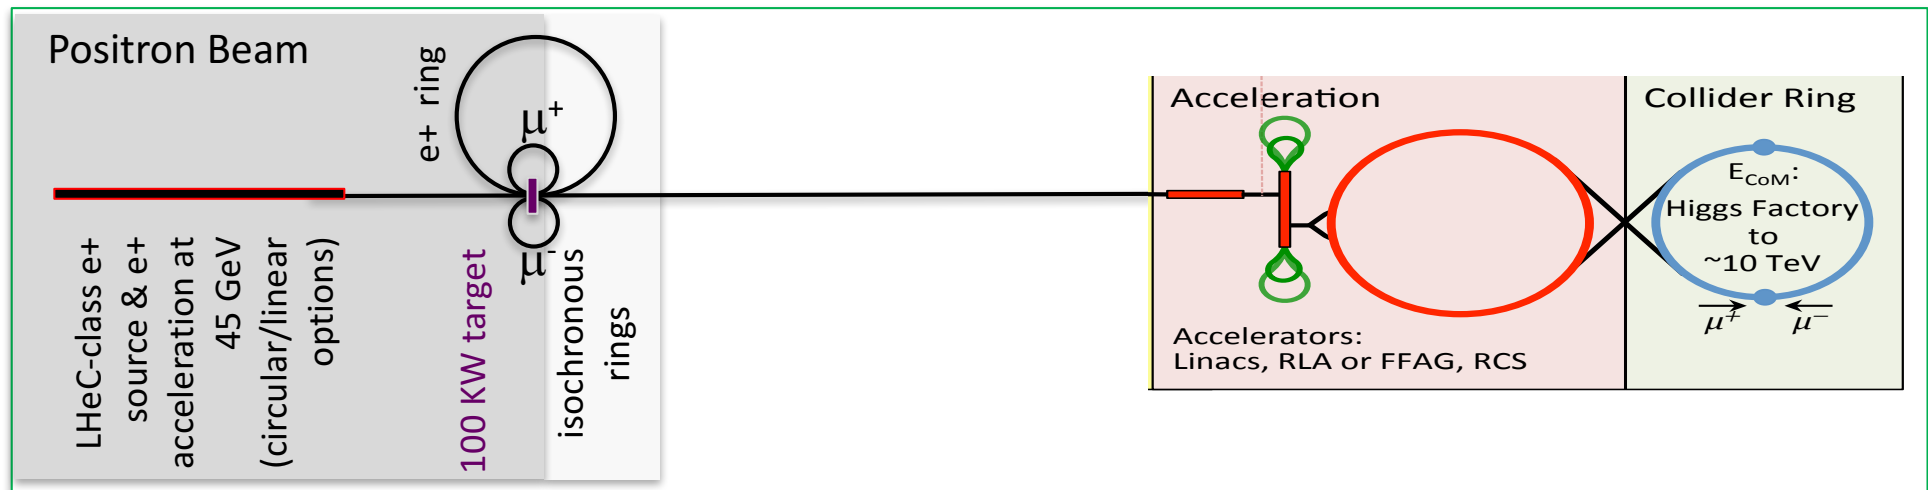 Positron Beam
e+ ring
μ+
μ-
LHeC-class e+
source & e+
acceleration at
45 GeV
(circular/linear
options)
100 KW target
isochronous
rings
Acceleration
Accelerators:
Linacs, RLA or FFAG, RCS
Collider Ring
ECoM:
Higgs Factory
to
~10 TeV
μ+ μ−